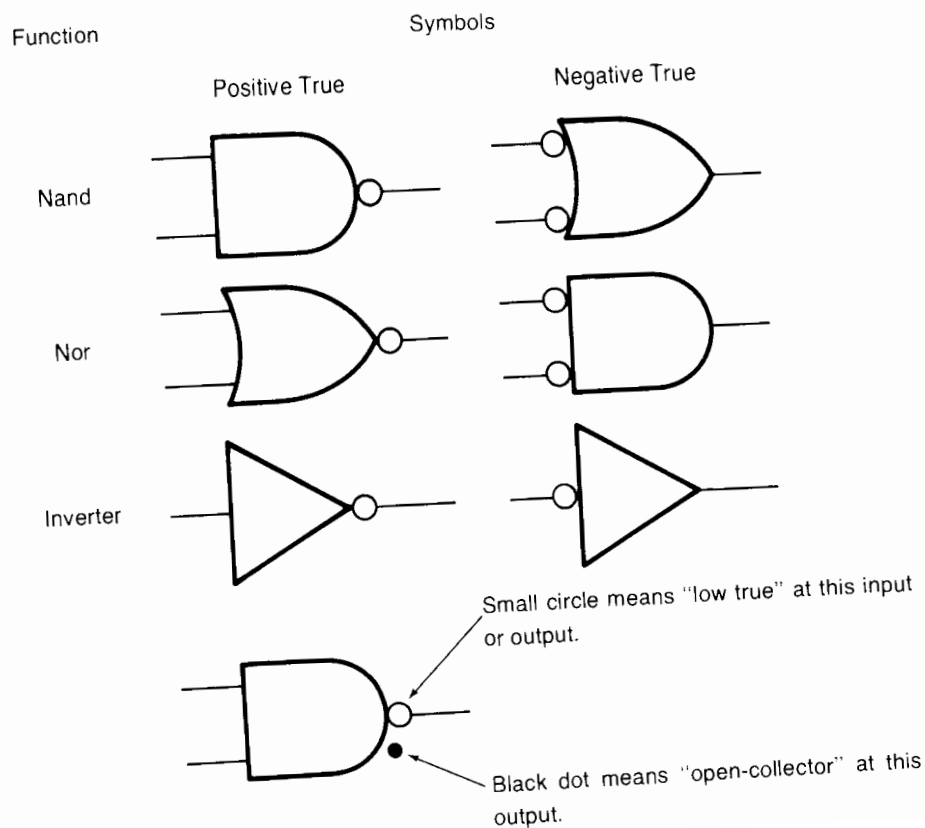 Function
Symbols
Positive True
Negative True
Nand
Nor
Inverter
Small circle means “low true” at this input
or output.
Black dot means “open-collector” at this
output.